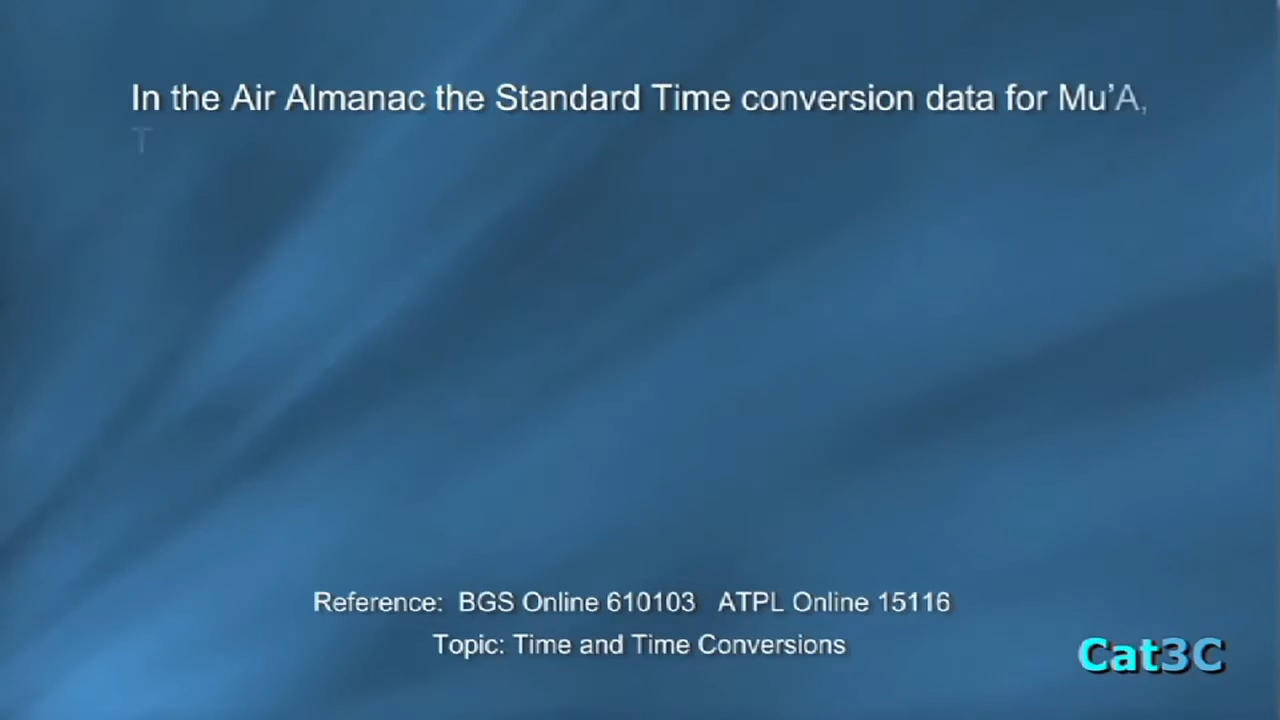 In the Air Almanac the Standard Time conversion data for Mu’A,
T
Reference: BGS Online 610103 ATPL Online 15116
Topic: Time and Time Conversions
Cat3C